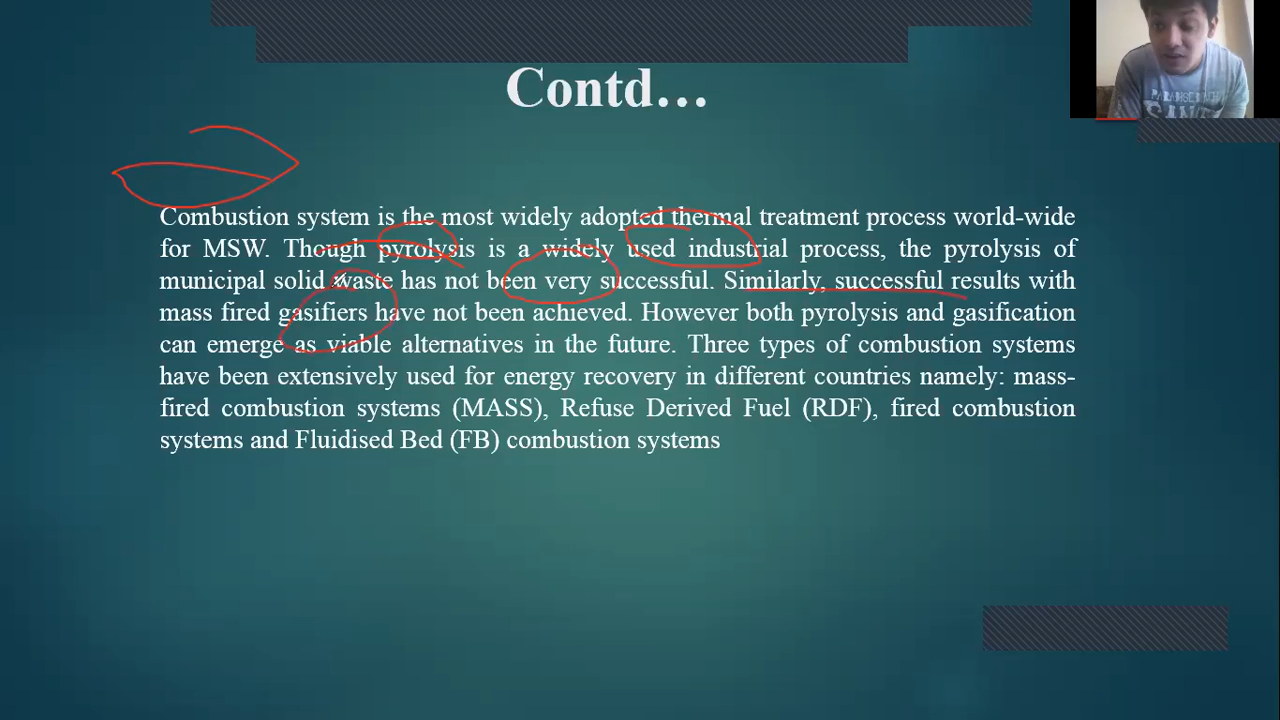 Contd…
Combustion system is the most widely adopted thermal treatment process world-wide
for MSW. Though pyrolysis is a widely used industrial process, the pyrolysis of
municipal solid waste has not been very successful. Similarly, successful results with
mass fired gasifiers have not been achieved. However both pyrolysis and gasification
can emerge as viable alternatives in the future. Three types of combustion systems
have been extensively used for energy recovery in different countries namely: mass-
fired combustion systems (MASS), Refuse Derived Fuel (RDF), fired combustion
systems and Fluidised Bed (FB) combustion systems